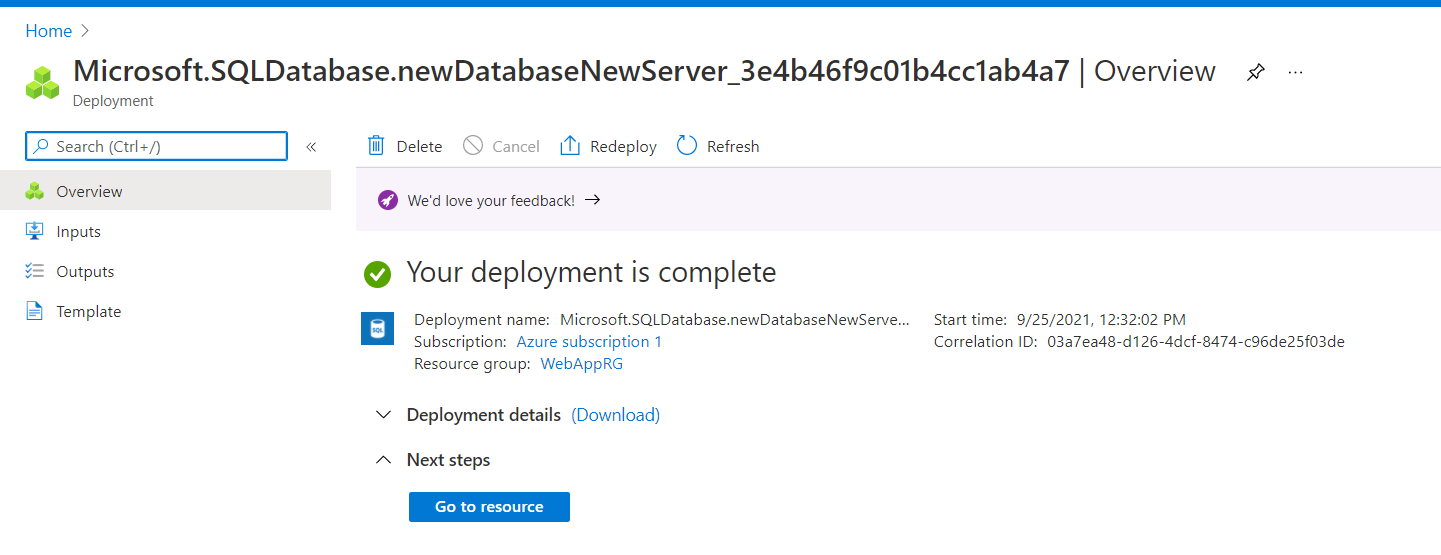 Home
Microsoft.SQLDatabase.newDatabaseNewServer_3e4b46f9c01b4cc1ab4a7 | Overview
Deployment
Search (Ctrl+/)
Overview
Inputs
Outputs
Template
Delete
Cancel
Redeploy
Refresh
We'd love your feedback!
Your deployment is complete
SQL
Deployment name: Microsoft.SQLDatabase.newDatabaseNewServe...
Subscription: Azure subscription 1
Resource group: WebAppRG
Start time: 9/25/2021, 12:32:02 PM
Correlation ID: 03a7ea48-d126-4dcf-8474-c96de25f03de
Deployment details (Download)
Next steps
Go to resource